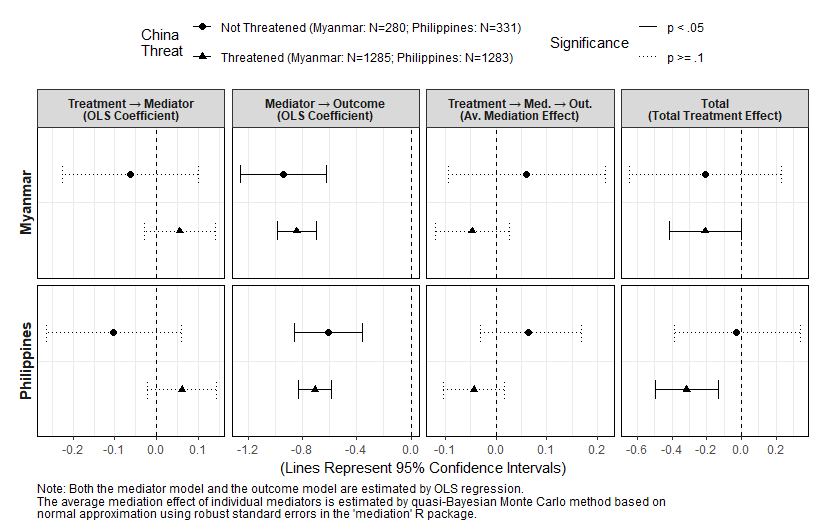 China
Threat
Not Threatened (Myanmar: N=280; Philippines: N=331)
Threatened (Myanmar: N=1285; Philippines: N=1283)
Significance
p < .05
p >= .1
Treatment → Mediator
(OLS Coefficient)
Mediator → Outcome
(OLS Coefficient)
Treatment → Med. → Out.
(Av. Mediation Effect)
Total
(Total Treatment Effect)
Myanmar
Philippines
-0.2 -0.1 0.0 0.1
-1.2 -0.8 -0.4 0.0
-0.1 0.0 0.1 0.2
-0.6 -0.4 -0.2 0.0 0.2
(Lines Represent 95% Confidence Intervals)
Note: Both the mediator model and the outcome model are estimated by OLS regression.
The average mediation effect of individual mediators is estimated by quasi-Bayesian Monte Carlo method based on
normal approximation using robust standard errors in the 'mediation' R package.